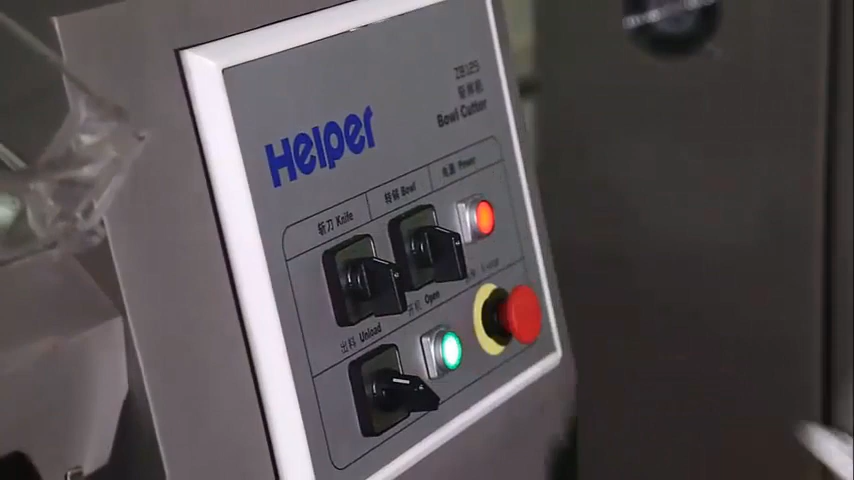 Helper
ZB125
斩拌机
Bowl Cutter
斩刀 Knife
转锅 Bowl
电源 Power
出料 Unload
开机 Open